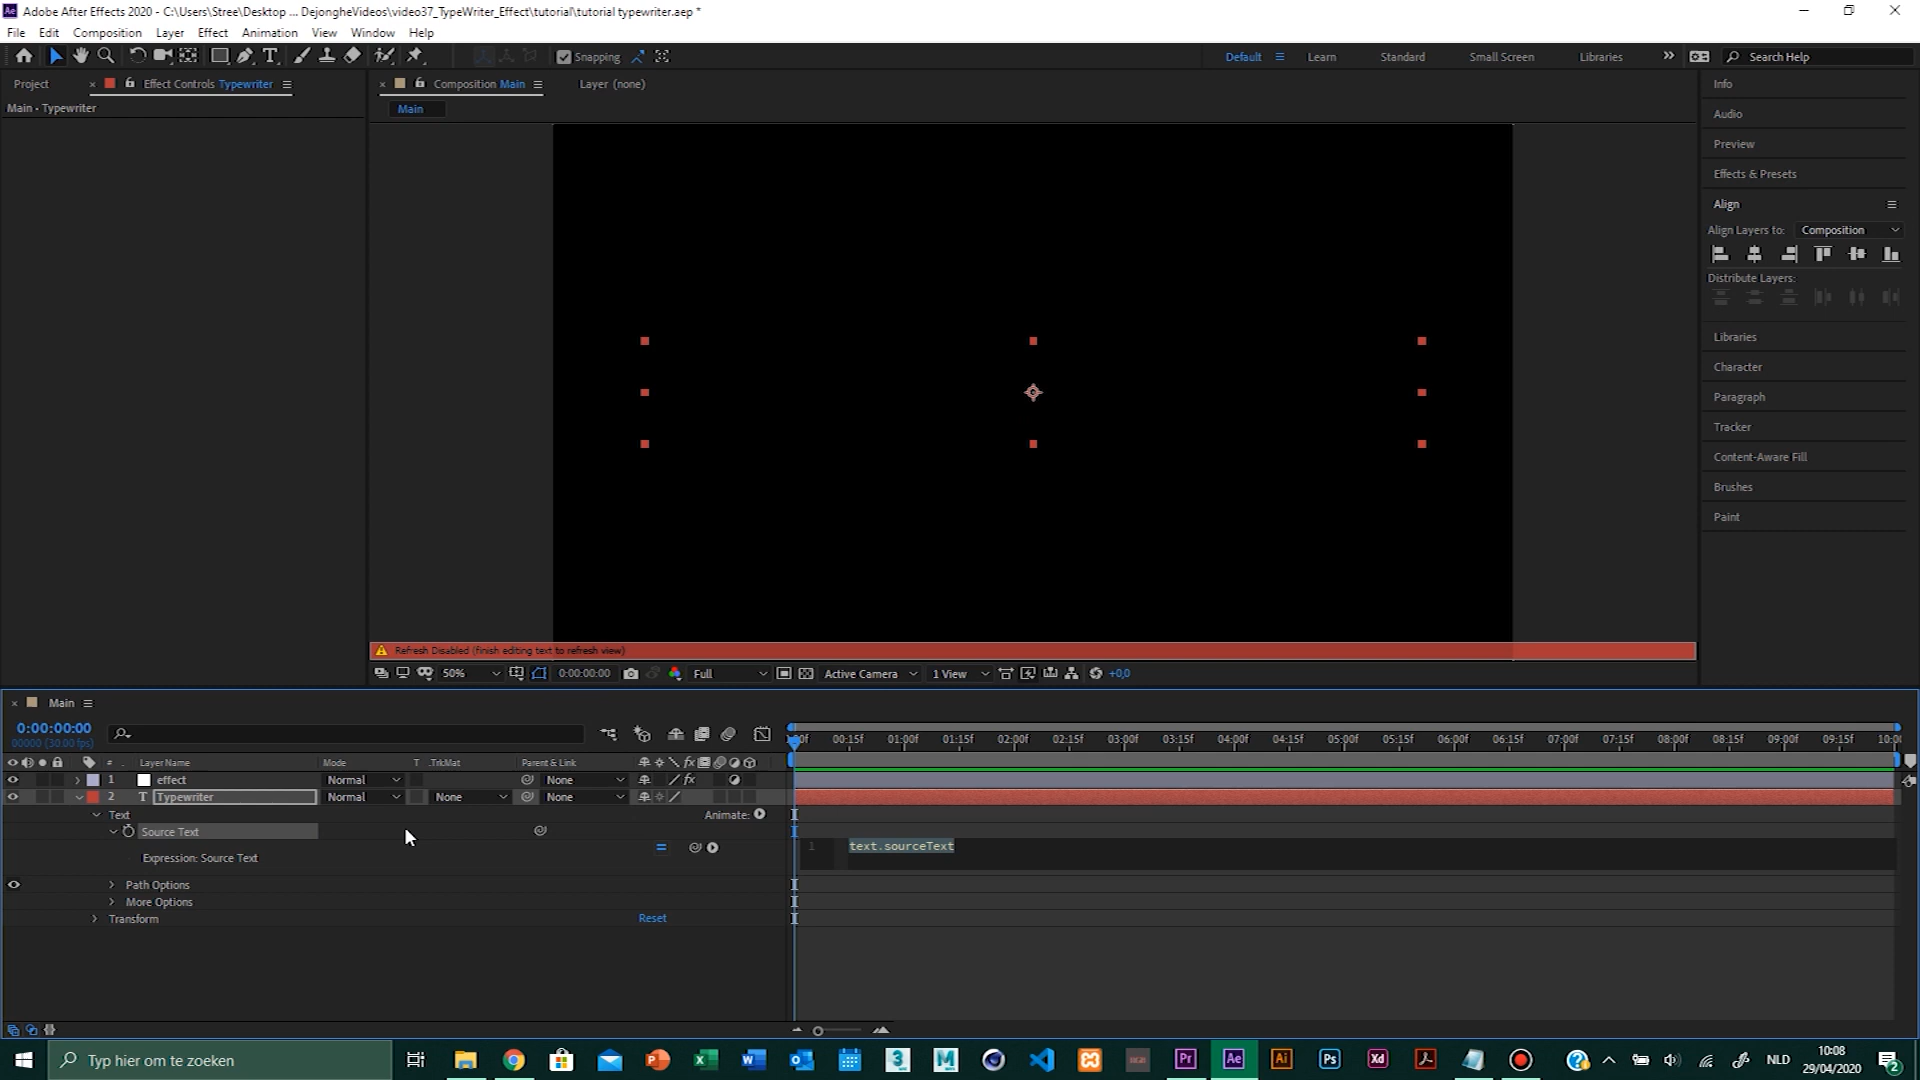 Adobe After Effects 2020 - C:\Users\Stree\Desktop ... DejongheVideos\video37_TypeWriter_Effect\tutorial\tutorial typewriter.aep *
File Edit Composition Layer Effect Animation View Window Help
Snapping Default Learn Standard Small Screen Libraries Search Help
Project Effect Controls Typewriter Composition Main Layer (none)
Main • Typewriter
Main
Info
Audio
Preview
Effects & Presets
Align
Align Layers to: Composition
Distribute Layers:
Libraries
Character
Paragraph
Tracker
Content-Aware Fill
Brushes
Paint
Refresh Disabled (finish editing text to refresh view)
50% 0:00:00:00 Full Active Camera 1 View +0,0
Main
0:00:00:00
00000 (30.00 fps)
00:15f 01:00f 01:15f 02:00f 02:15f 03:00f 03:15f 04:00f 04:15f 05:00f 05:15f 06:00f 06:15f 07:00f 07:15f 08:00f 08:15f 09:00f 09:15f 10:00
# Layer Name Mode T .TrkMat Parent & Link
1 effect Normal None
2 T Typewriter Normal None None
Text Animate:
Source Text
Expression: Source Text 1 text.sourceText
Path Options
More Options
Transform Reset
Typ hier om te zoeken NLD 10:08
29/04/2020 2